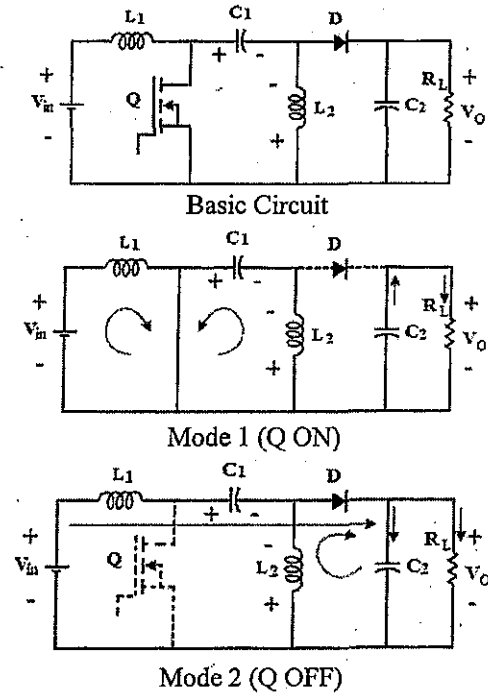 L1 C1 D
+ - + - - + Vin Q L2 C2 RL VO + -
Basic Circuit
L1 C1 D
+ - + - - + Vin L2 C2 RL VO + -
Mode 1 (Q ON)
L1 C1 D
+ - + - - + Vin Q L2 C2 RL VO + -
Mode 2 (Q OFF)